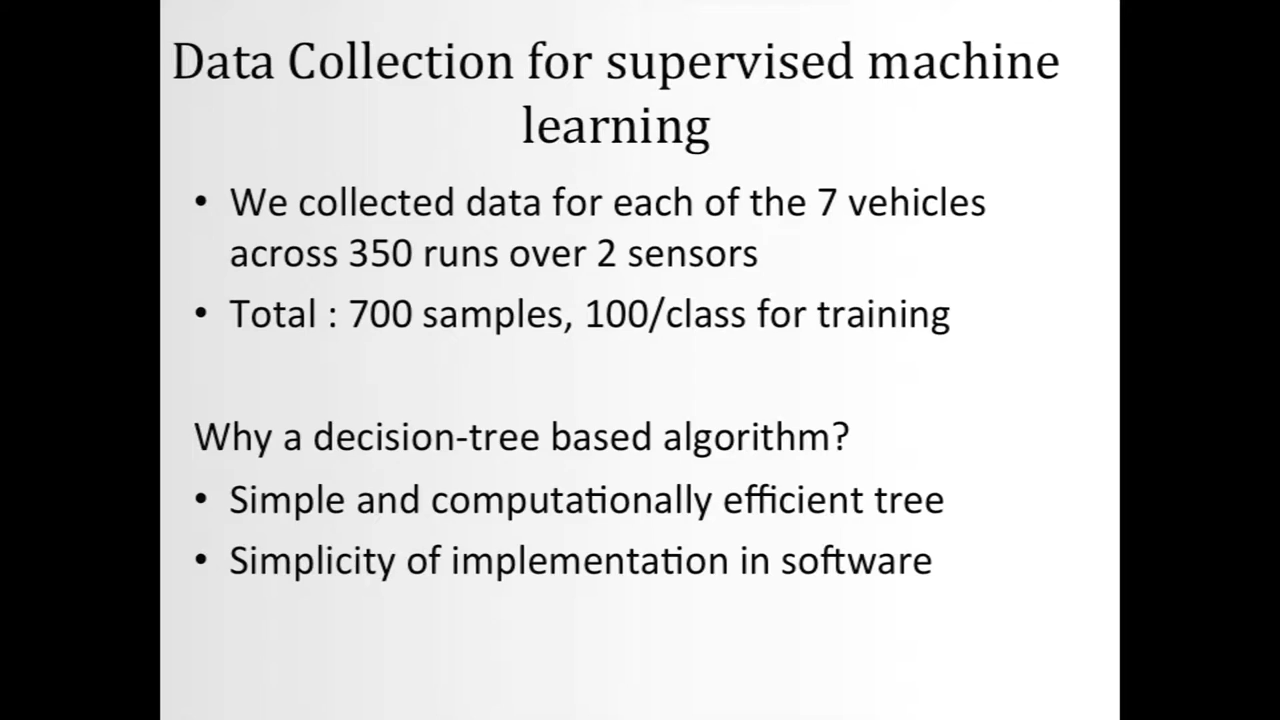 Data Collection for supervised machine
learning
• We collected data for each of the 7 vehicles
across 350 runs over 2 sensors
• Total : 700 samples, 100/class for training
Why a decision-tree based algorithm?
• Simple and computationally efficient tree
• Simplicity of implementation in software